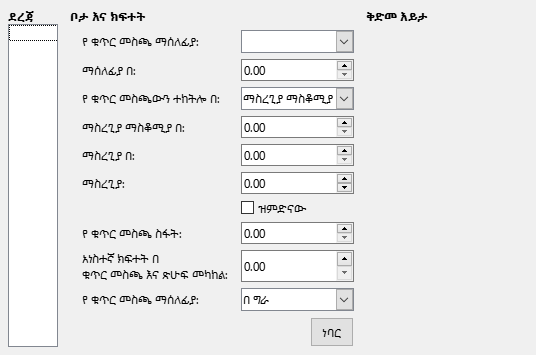 ደረጃ ቦታ እና ክፍተት ቅድመ እይታ
የ ቁጥር መስጫ ማሰለፊያ:
ማሰለፊያ በ: 0.00
የ ቁጥር መስጫውን ተከትሎ በ: ማስረጊያ ማስቆሚያ
ማስረጊያ ማስቆሚያ በ: 0.00
ማስረጊያ በ: 0.00
ማስረጊያ: 0.00
ዝምድናው
የ ቁጥር መስጫ ስፋት: 0.00
አነስተኛ ክፍተት በ
ቁጥር መስጫ እና ጽሁፍ መካከል: 0.00
የ ቁጥር መስጫ ማሰለፊያ: በ ግራ
ነባር